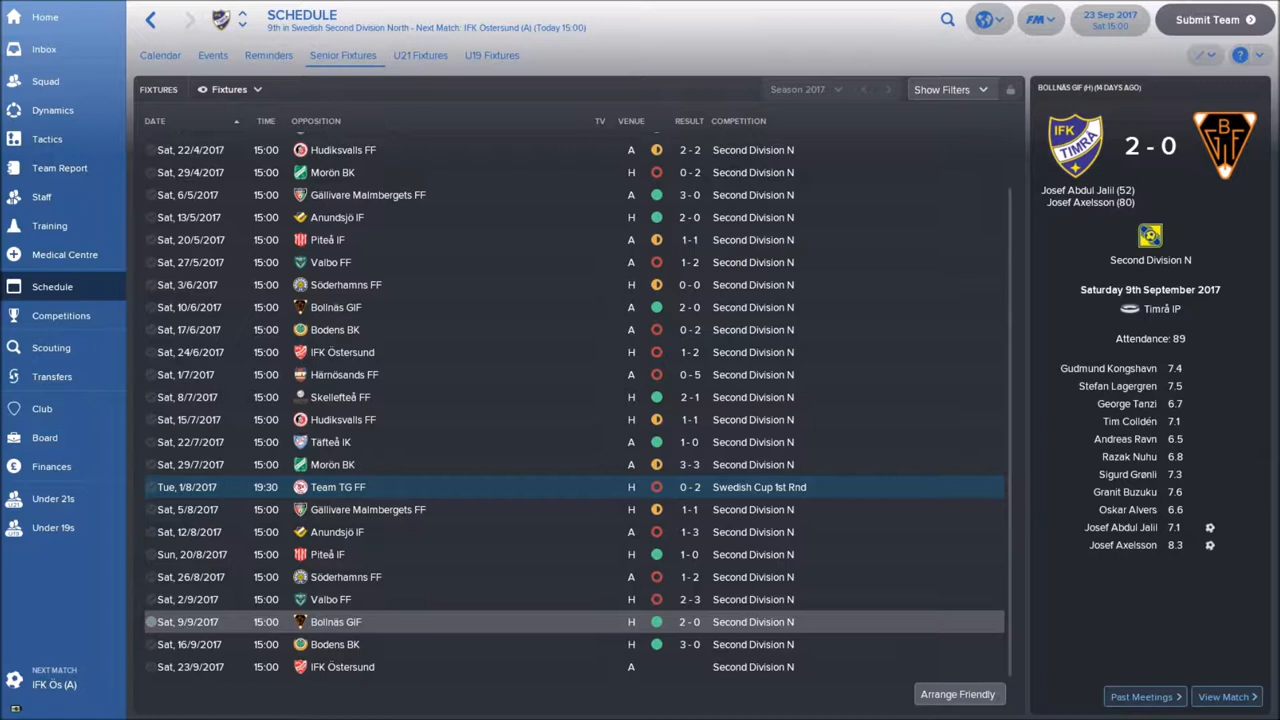 Home
Inbox
Squad
Dynamics
Tactics
Team Report
Staff
Training
Medical Centre
Schedule
Competitions
Scouting
Transfers
Club
Board
Finances
Under 21s
Under 19s
NEXT MATCH
IFK Ös (A)
SCHEDULE
9th in Swedish Second Division North - Next Match: IFK Östersund (A) (Today 15:00)
FM
23 Sep 2017
Sat 15:00
Submit Team
Calendar Events Reminders Senior Fixtures U21 Fixtures U19 Fixtures
?
FIXTURES Fixtures Season 2017 Show Filters
DATE TIME OPPOSITION TV VENUE RESULT COMPETITION
Sat, 22/4/2017 15:00 Hudiksvalls FF A 2 - 2 Second Division N
Sat, 29/4/2017 15:00 Morön BK H 0 - 2 Second Division N
Sat, 6/5/2017 15:00 Gällivare Malmbergets FF A 3 - 0 Second Division N
Sat, 13/5/2017 15:00 Anundsjö IF H 2 - 0 Second Division N
Sat, 20/5/2017 15:00 Piteå IF A 1 - 1 Second Division N
Sat, 27/5/2017 15:00 Valbo FF A 1 - 2 Second Division N
Sat, 3/6/2017 15:00 Söderhamns FF H 0 - 0 Second Division N
Sat, 10/6/2017 15:00 Bollnäs GIF A 2 - 0 Second Division N
Sat, 17/6/2017 15:00 Bodens BK A 0 - 2 Second Division N
Sat, 24/6/2017 15:00 IFK Östersund H 1 - 2 Second Division N
Sat, 1/7/2017 15:00 Härnösands FF A 0 - 5 Second Division N
Sat, 8/7/2017 15:00 Skellefteå FF H 2 - 1 Second Division N
Sat, 15/7/2017 15:00 Hudiksvalls FF H 1 - 1 Second Division N
Sat, 22/7/2017 15:00 Täfteå IK A 1 - 0 Second Division N
Sat, 29/7/2017 15:00 Morön BK A 3 - 3 Second Division N
Tue, 1/8/2017 19:30 Team TG FF H 0 - 2 Swedish Cup 1st Rnd
Sat, 5/8/2017 15:00 Gällivare Malmbergets FF H 1 - 1 Second Division N
Sat, 12/8/2017 15:00 Anundsjö IF A 1 - 3 Second Division N
Sun, 20/8/2017 15:00 Piteå IF H 1 - 0 Second Division N
Sat, 26/8/2017 15:00 Söderhamns FF A 1 - 2 Second Division N
Sat, 2/9/2017 15:00 Valbo FF H 2 - 3 Second Division N
Sat, 9/9/2017 15:00 Bollnäs GIF H 2 - 0 Second Division N
Sat, 16/9/2017 15:00 Bodens BK H 3 - 0 Second Division N
Sat, 23/9/2017 15:00 IFK Östersund A Second Division N
Arrange Friendly
BOLLNÄS GIF (H) (14 DAYS AGO)
IFK TIMRA
2 - 0
B GIF
Josef Abdul Jalil (52)
Josef Axelsson (80)
Second Division N
Saturday 9th September 2017
Timrå IP
Attendance: 89
Gudmund Kongshavn 7.4
Stefan Lagergren 7.5
George Tanzi 6.7
Tim Colldén 7.1
Andreas Ravn 6.5
Razak Nuhu 6.8
Sigurd Grønli 7.3
Granit Buzuku 7.6
Oskar Alvers 6.6
Josef Abdul Jalil 7.1
Josef Axelsson 8.3
Past Meetings View Match